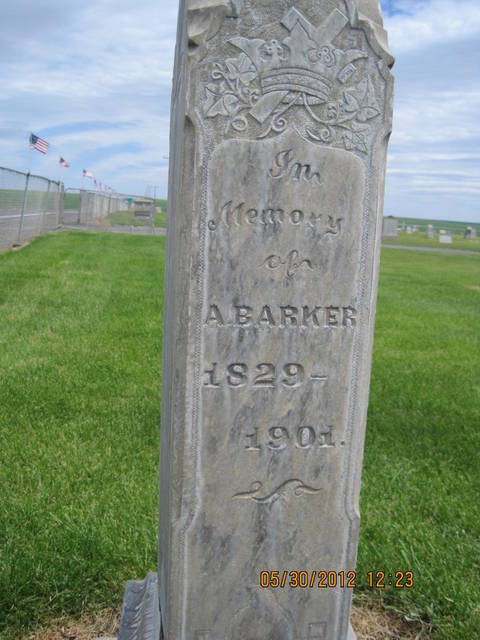 In
Memory
of
A BARKER
1829-
1901.
05/30/2012 12:23